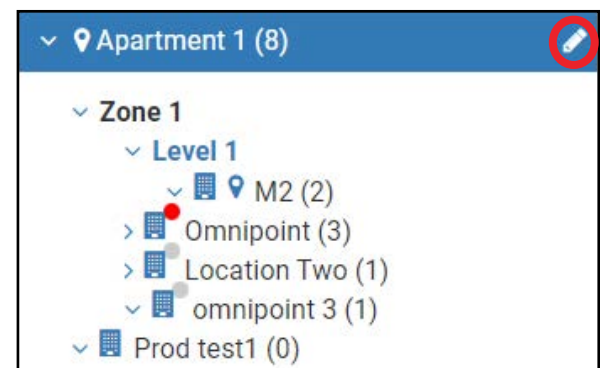 Apartment 1 (8)
Zone 1
Level 1
M2 (2)
Omnipoint (3)
Location Two (1)
omnipoint 3 (1)
Prod test1 (0)